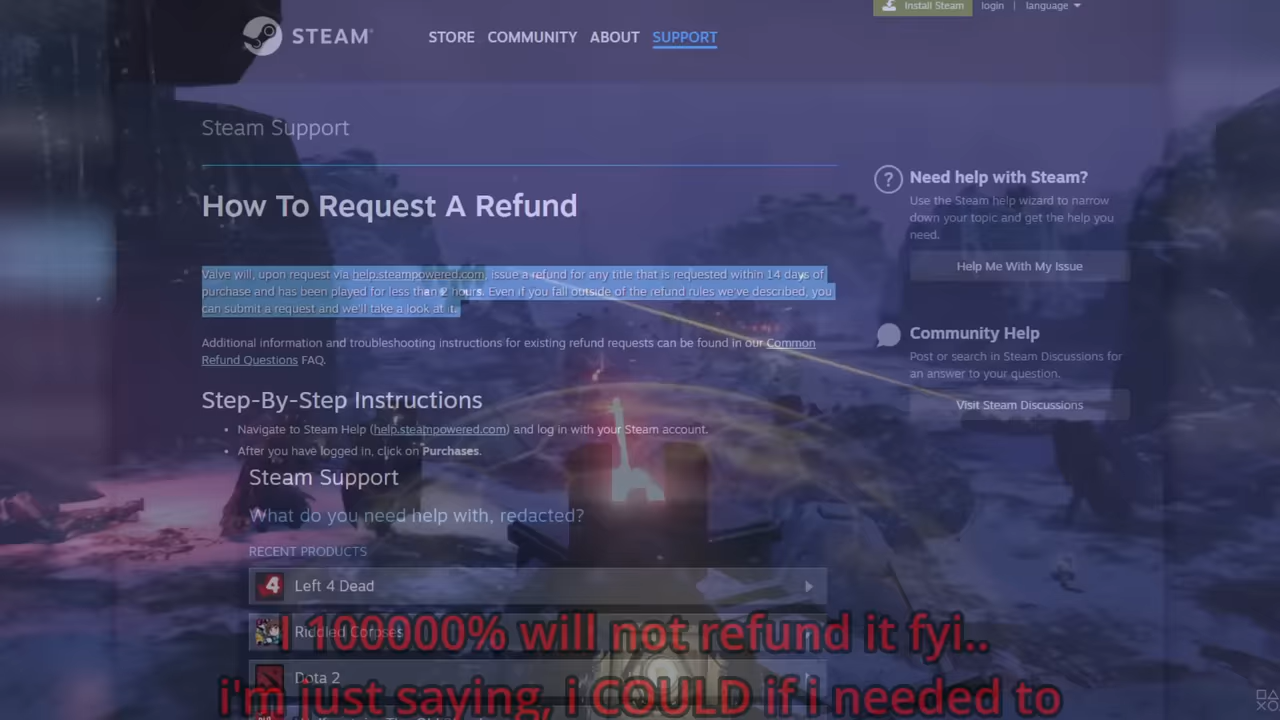 Install Steam login | language
STEAM
STORE COMMUNITY ABOUT SUPPORT
Steam Support
How To Request A Refund
Valve will, upon request via help.steampowered.com, issue a refund for any title that is requested within 14 days of
purchase and has been played for less than 2 hours. Even if you fall outside of the refund rules we've described, you
can submit a request and we'll take a look at it.
Additional information and troubleshooting instructions for existing refund requests can be found in our Common
Refund Questions FAQ.
Step-By-Step Instructions
• Navigate to Steam Help (help.steampowered.com) and log in with your Steam account.
• After you have logged in, click on Purchases.
Steam Support
What do you need help with, redacted?
RECENT PRODUCTS
Left 4 Dead
Riddled Corpses
Dota 2
Need help with Steam?
Use the Steam help wizard to narrow
down your topic and get the help you
need.
Help Me With My Issue
Community Help
Post or search in Steam Discussions for
an answer to your question.
Visit Steam Discussions
I 100000% will not refund it fyi..
i'm just saying, i COULD if i needed to